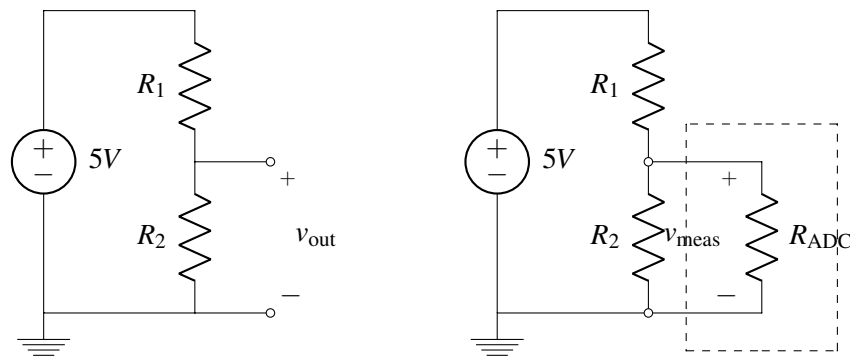 R1
+
−
5V
+
R2
vout
−
R1
+
−
5V
+
R2
vmeas
RADC
−